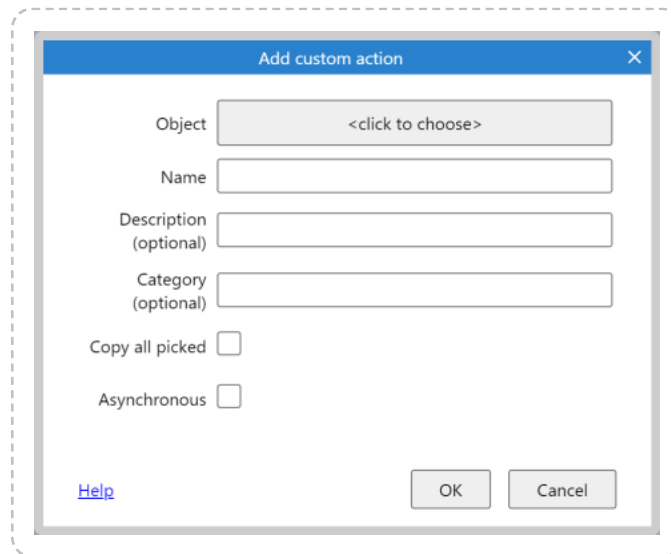 Add custom action
Object
<click to choose>
Name
Description
(optional)
Category
(optional)
Copy all picked
Asynchronous
Help
OK
Cancel